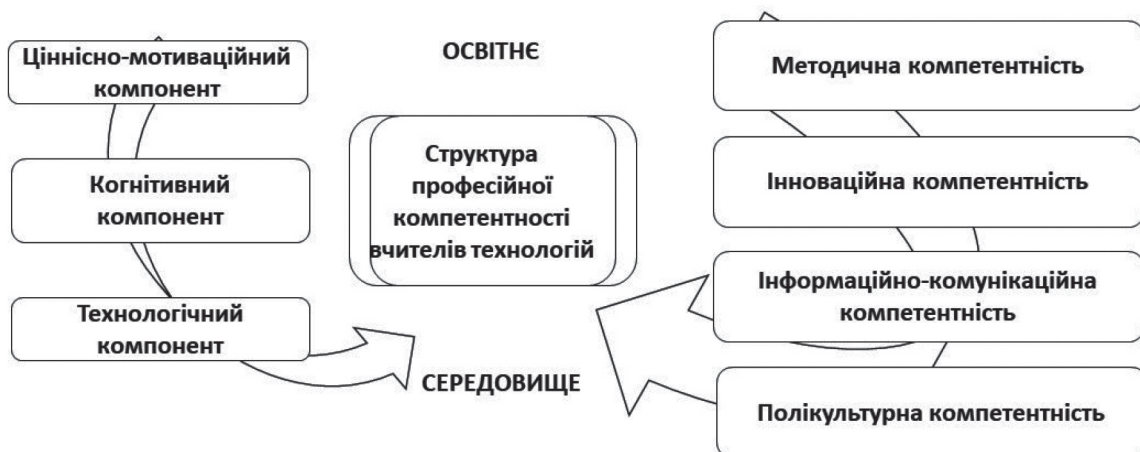 Ціннісно-мотиваційний
компонент
Когнітивний
компонент
Технологічний
компонент
ОСВІТНЄ
Структура
професійної
компетентності
вчителів технологій
СЕРЕДОВИЩЕ
Методична компетентність
Інноваційна компетентність
Інформаційно-комунікаційна
компетентність
Полікультурна компетентність